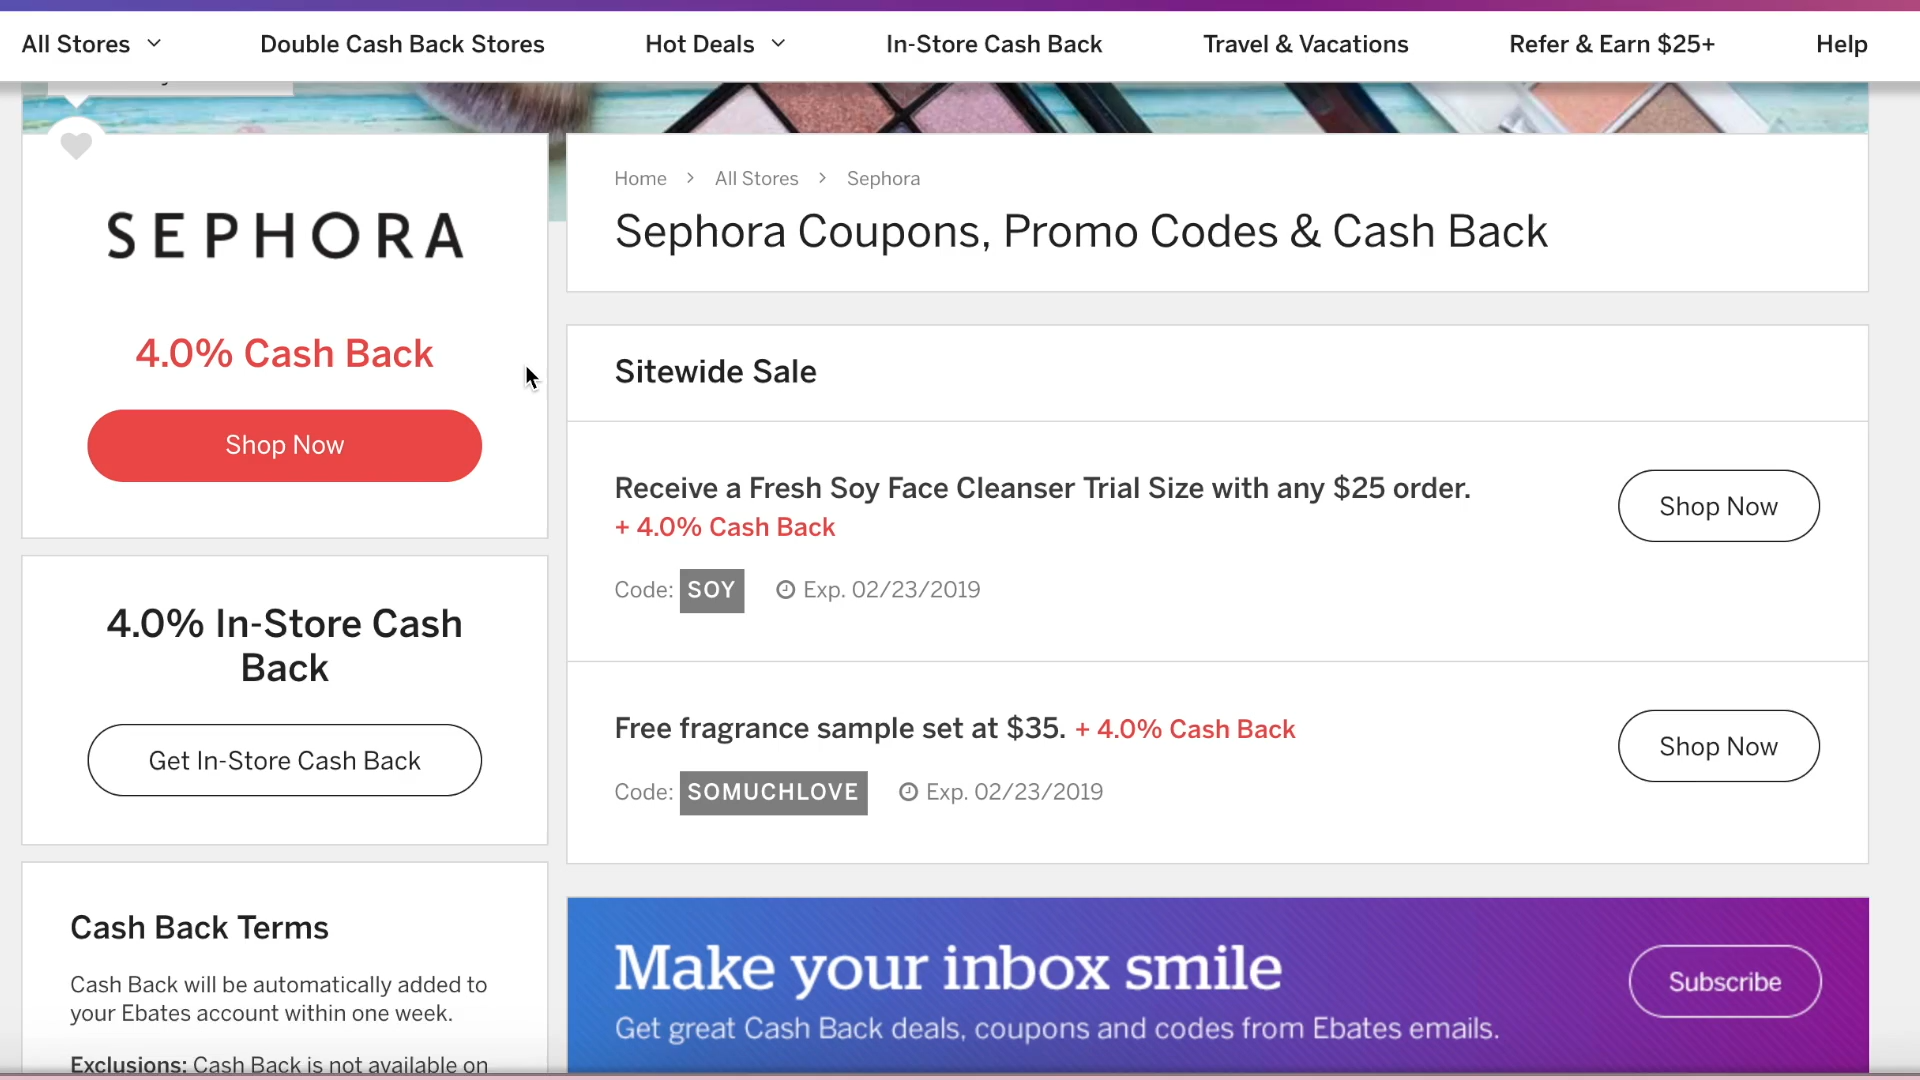 All Stores
Double Cash Back Stores
Hot Deals
In-Store Cash Back
Travel & Vacations
Refer & Earn $25+
Help
SEPHORA
4.0% Cash Back
Shop Now
4.0% In-Store Cash
Back
Get In-Store Cash Back
Cash Back Terms
Cash Back will be automatically added to
your Ebates account within one week.
Exclusions: Cash Back is not available on
Home > All Stores > Sephora
Sephora Coupons, Promo Codes & Cash Back
Sitewide Sale
Receive a Fresh Soy Face Cleanser Trial Size with any $25 order.
+ 4.0% Cash Back
Code: SOY Exp. 02/23/2019
Shop Now
Free fragrance sample set at $35. + 4.0% Cash Back
Code: SOMUCHLOVE Exp. 02/23/2019
Shop Now
Make your inbox smile
Get great Cash Back deals, coupons and codes from Ebates emails.
Subscribe